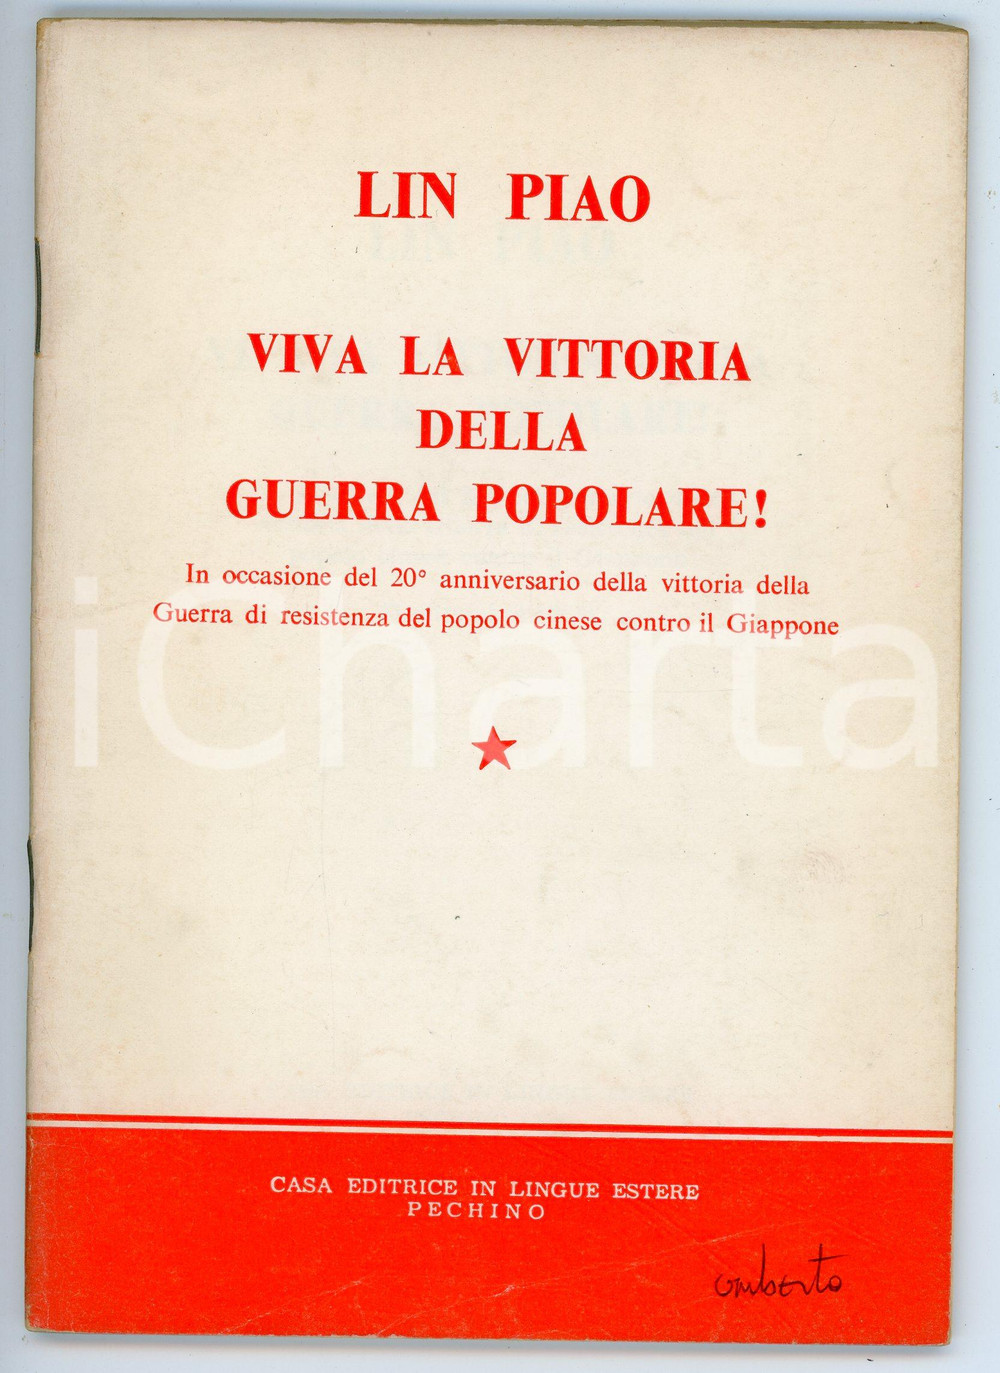 LIN PIAO
VIVA LA VITTORIA
DELLA
GUERRA POPOLARE!
In occasione del 20° anniversario della vittoria della
Guerra di resistenza del popolo cinese contro il Giappone
iCharta
CASA EDITRICE IN LINGUE ESTERE
PECHINO
umberto